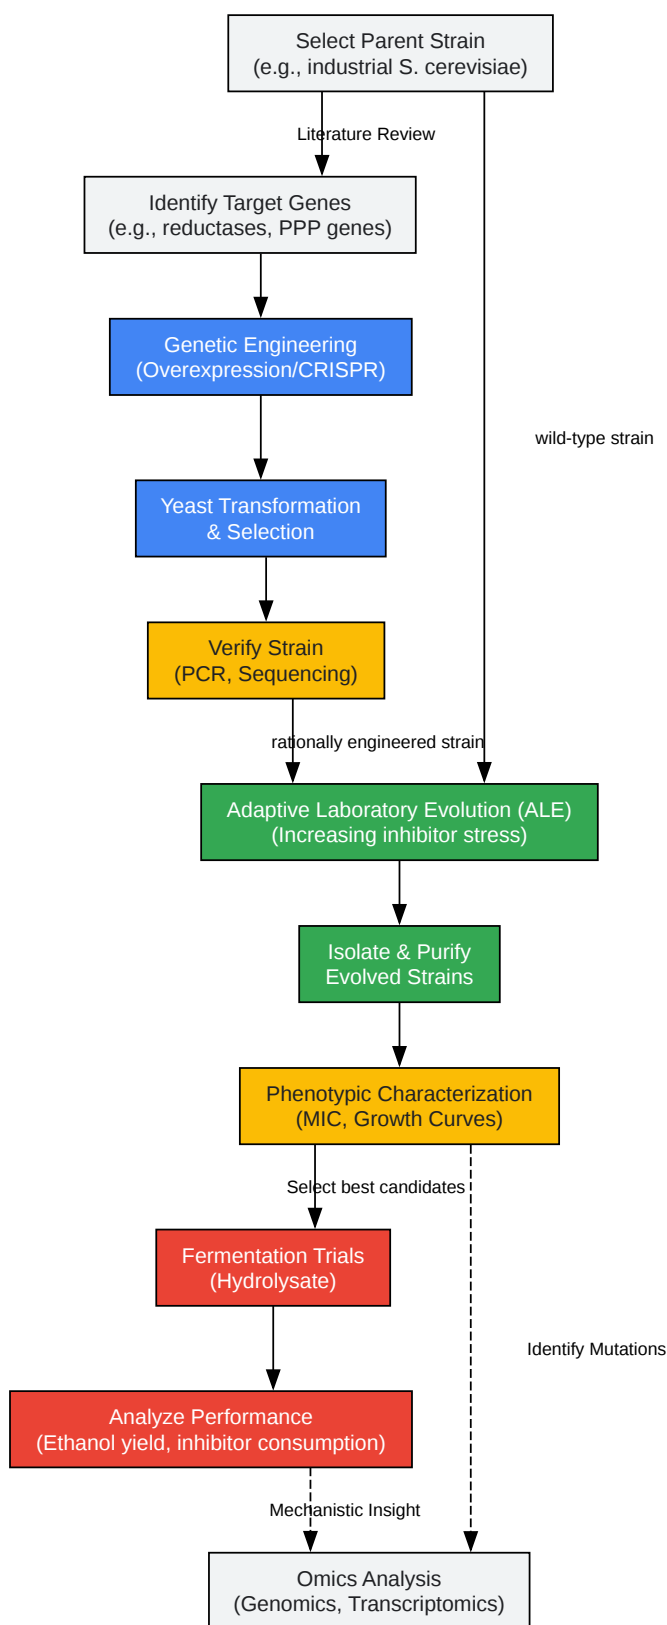 Select Parent Strain
(e.g., industrial S. cerevisiae)
Literature Review
Identify Target Genes
(e.g., reductases, PPP genes)
Genetic Engineering
(Overexpression/CRISPR)
wild-type strain
Yeast Transformation
& Selection
Verify Strain
(PCR, Sequencing)
rationally engineered strain
Adaptive Laboratory Evolution (ALE)
(Increasing inhibitor stress)
Isolate & Purify
Evolved Strains
Phenotypic Characterization
(MIC, Growth Curves)
Select best candidates
Fermentation Trials
(Hydrolysate)
Identify Mutations
Analyze Performance
(Ethanol yield, inhibitor consumption)
Mechanistic Insight
Omics Analysis
(Genomics, Transcriptomics)